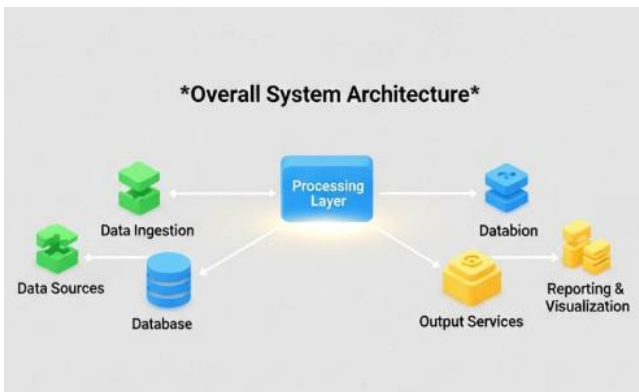 *Overall System Architecture*
Processing
Layer
Data Ingestion
Databion
Data Sources
Database
Output Services
Reporting &
Visualization